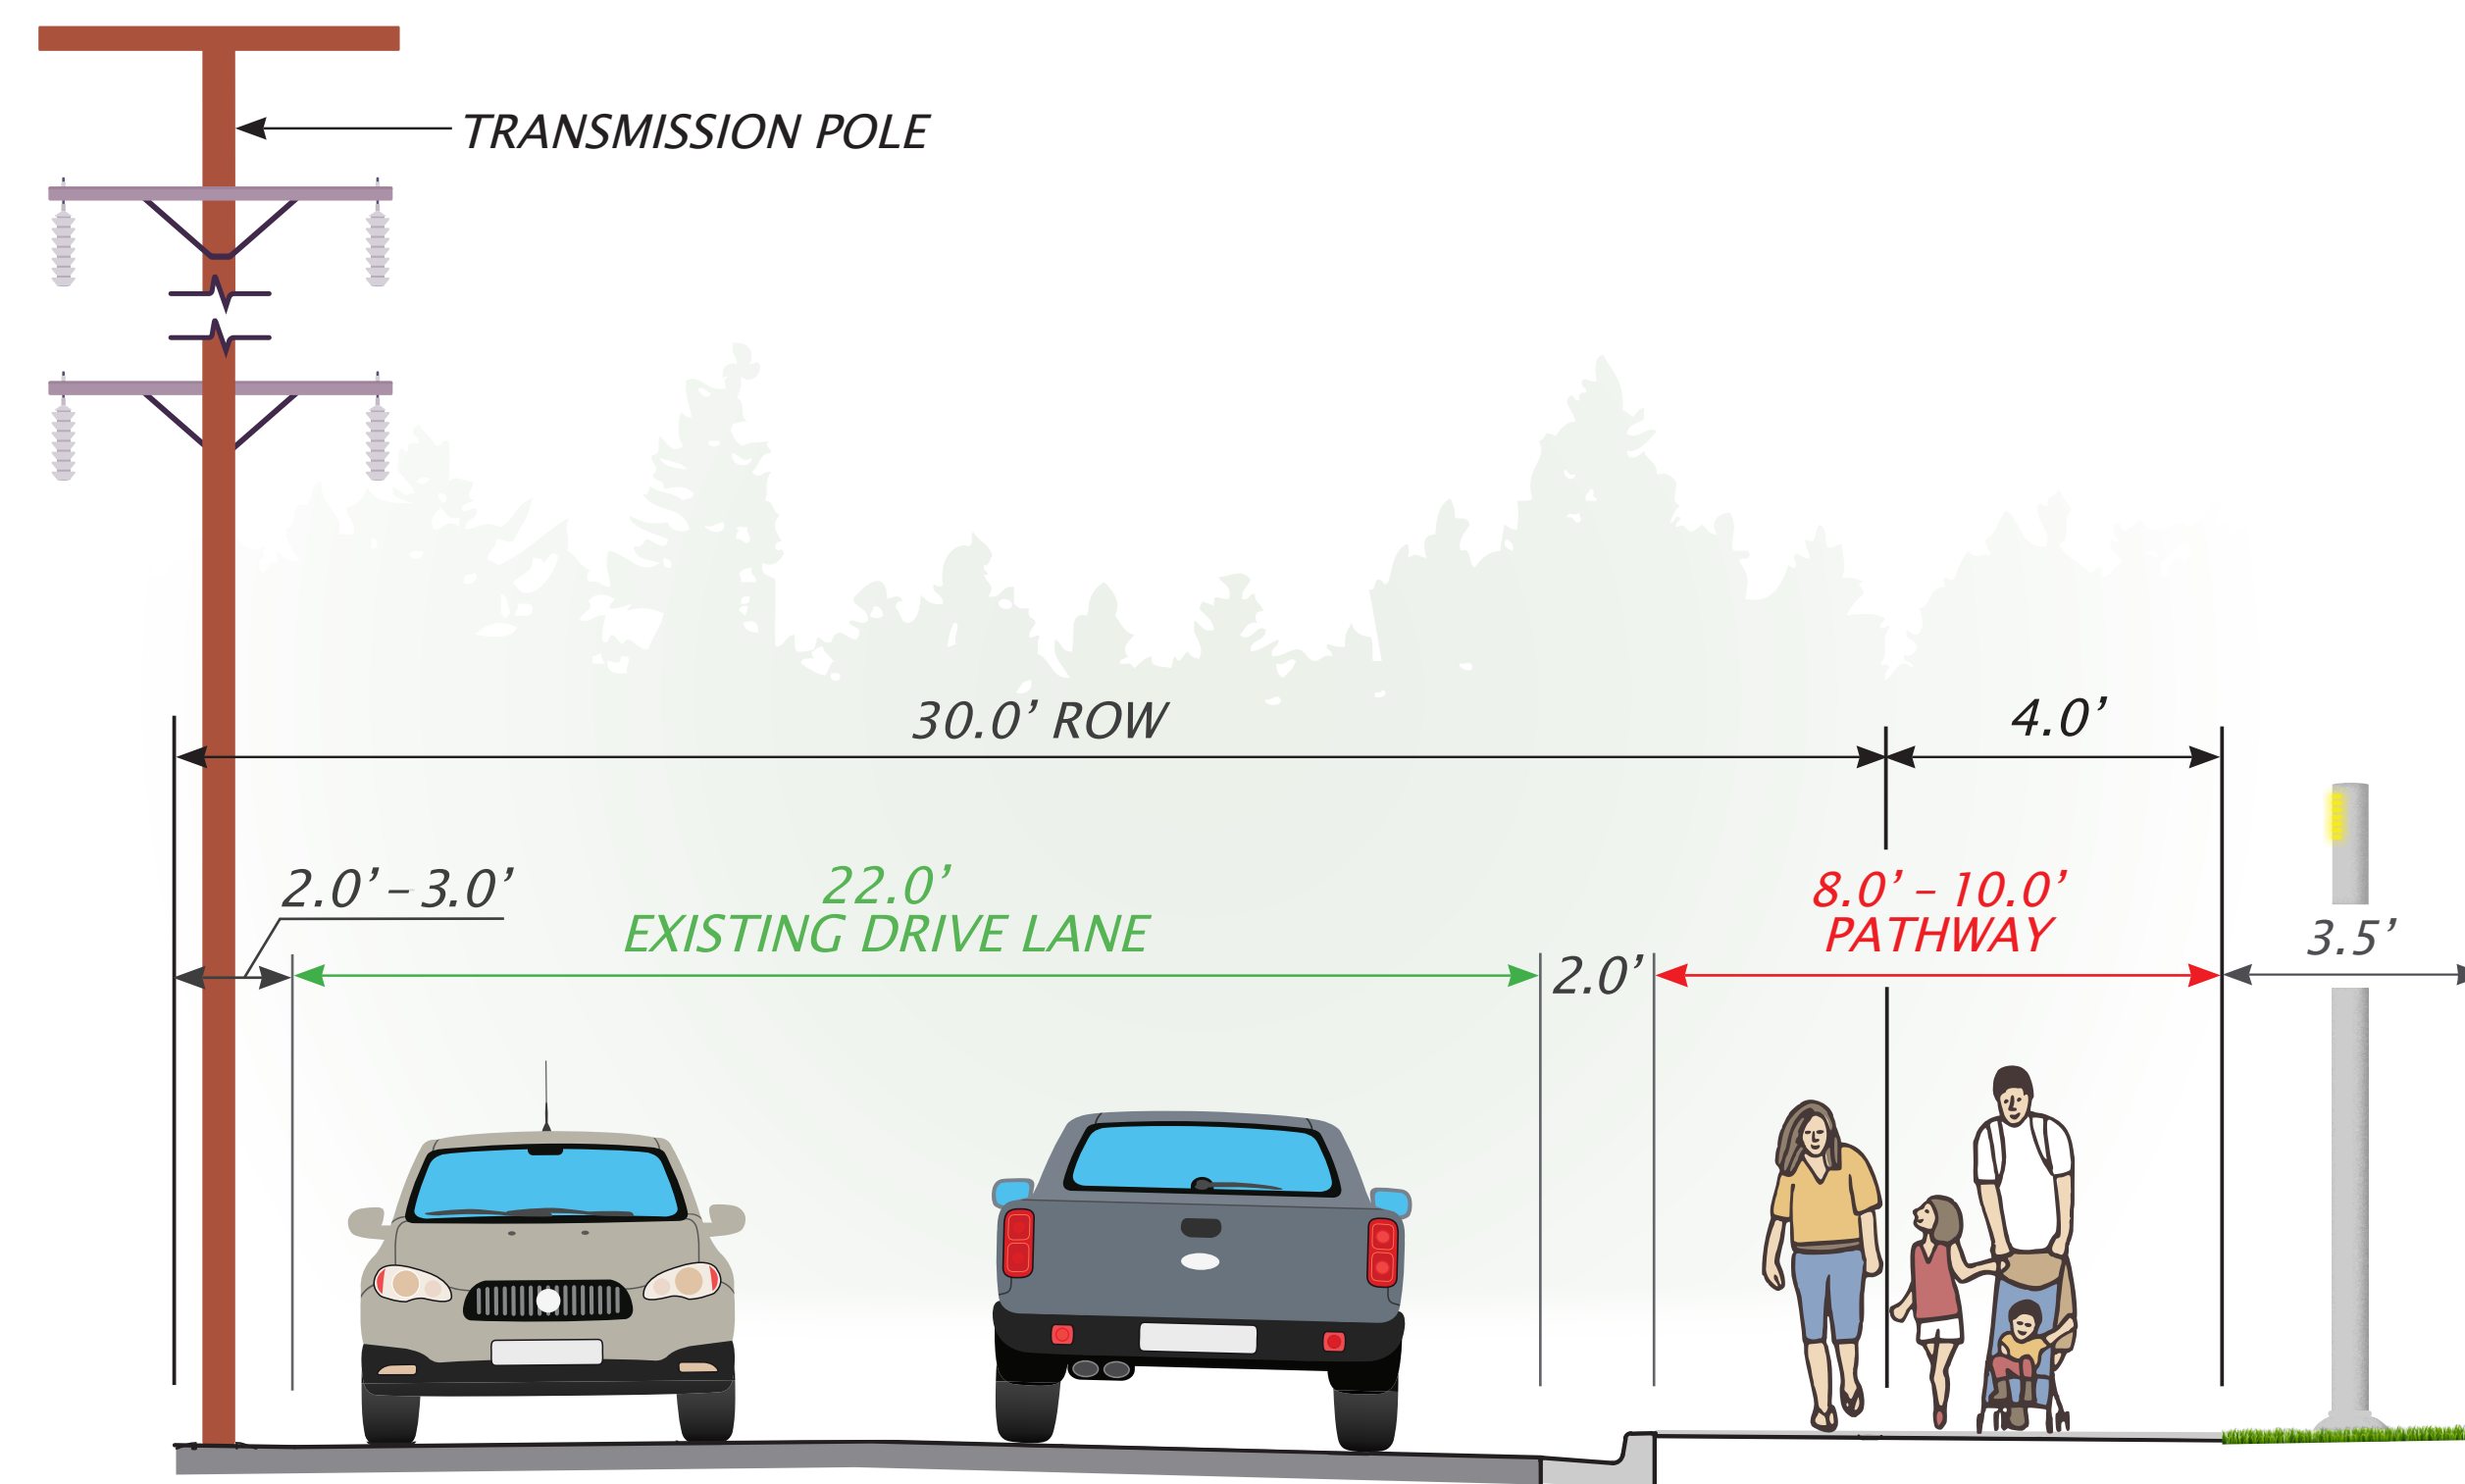 TRANSMISSION POLE
30.0’ ROW
4.0’
2.0’–3.0’
22.0’
EXISTING DRIVE LANE
2.0’
8.0’ – 10.0’
PATHWAY
3.5’